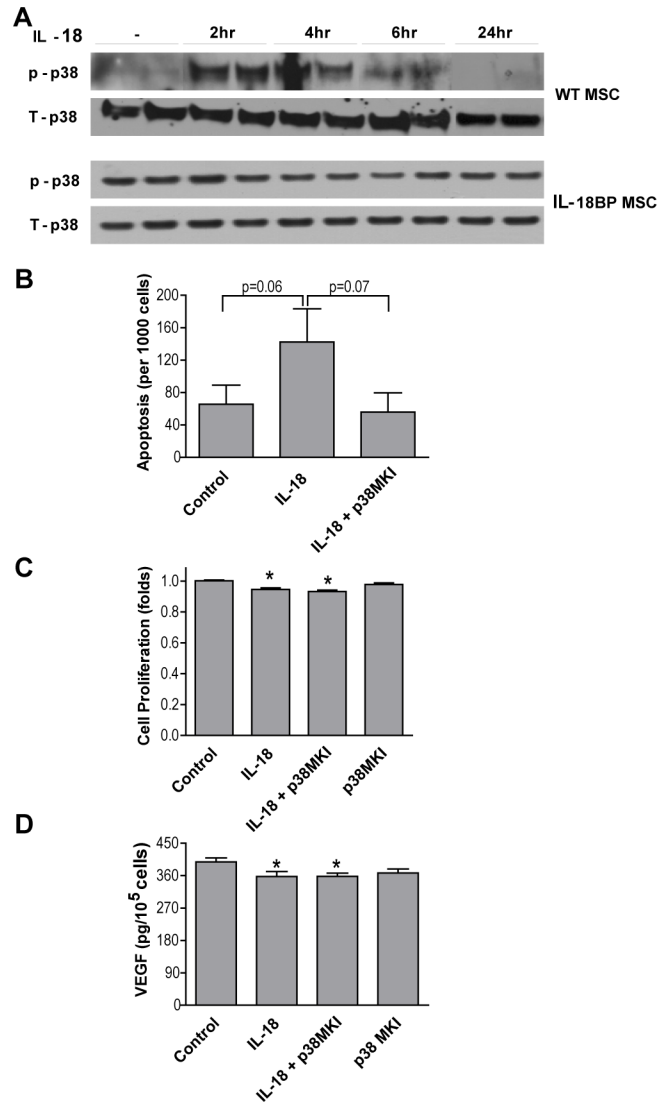 A
IL - 18 - 2hr 4hr 6hr 24hr
p - p38
T - p38
WT MSC
p - p38
T - p38
IL-18BP MSC
B
p=0.06 p=0.07
Apoptosis (per 1000 cells)
200
160
120
80
40
0
Control IL-18 IL-18 + p38MKI
C
Cell Proliferation (folds)
1.0
0.8
0.6
0.4
0.2
0.0
* *
Control IL-18 IL-18 + p38MKI p38MKI
D
VEGF (pg/10⁵ cells)
450
360
270
180
90
0
* *
Control IL-18 IL-18 + p38MKI p38 MKI